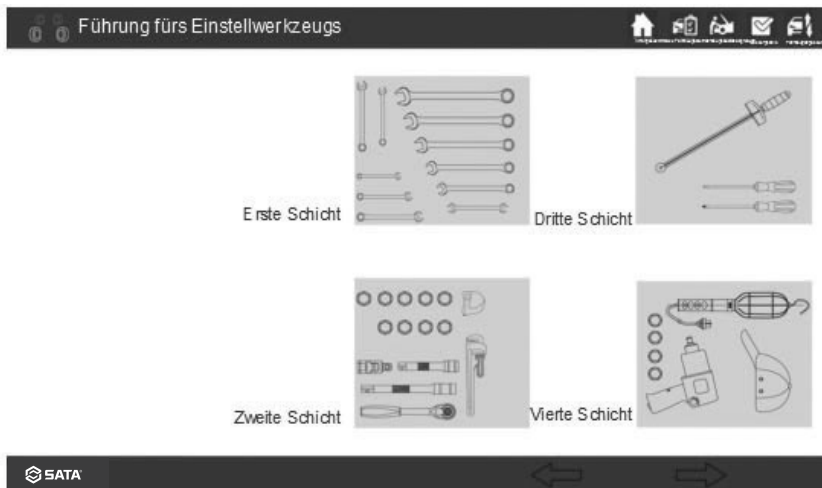 Führung fürs Einstellwerkzeugs
Erste Schicht
Dritte Schicht
Zweite Schicht
Vierte Schicht
SATA